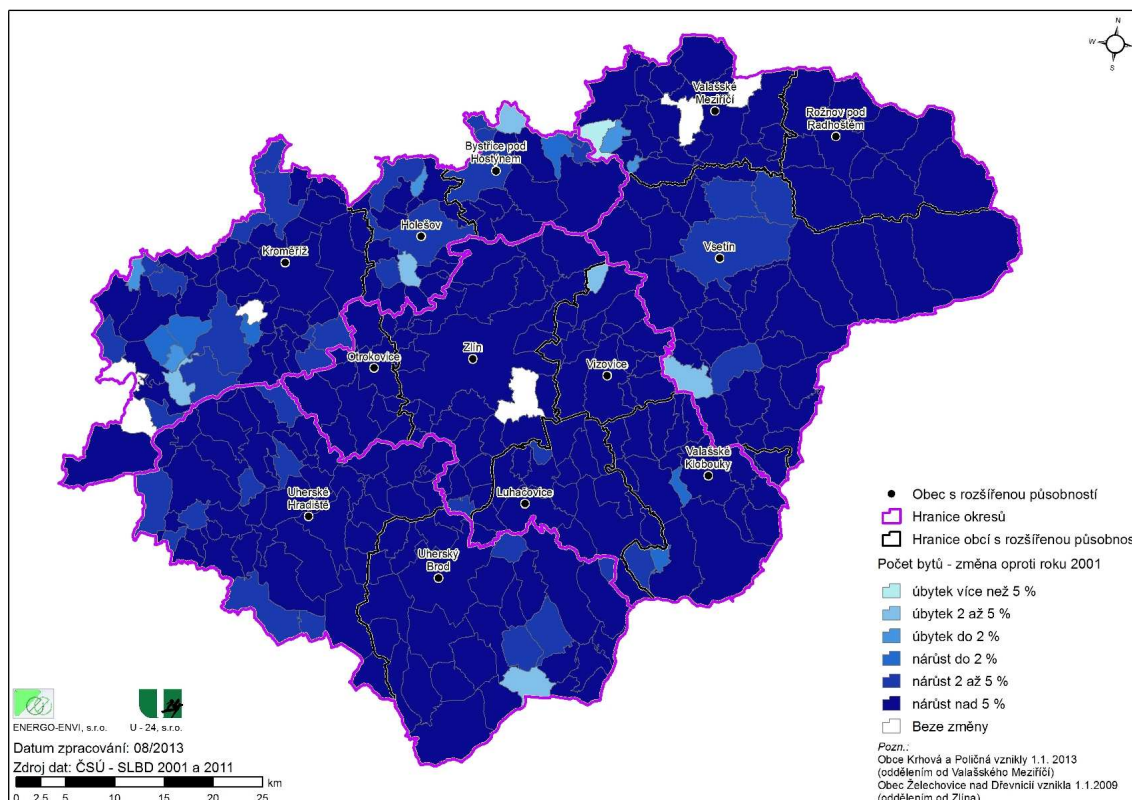 N
W
S
Valašské
Meziříčí
Rožnov pod
Radhoštěm
Bystřice pod
Hostýnem
Holešov
Kroměříž
Vsetín
Otrokovice
Zlín
Vizovice
Valašské
Klobouky
Uherské
Hradiště
Luhačovice
Uherský
Brod
Obec s rozšířenou působností
Hranice okresů
Hranice obcí s rozšířenou působnos
Počet bytů - změna oproti roku 2001
úbytek více než 5 %
úbytek 2 až 5 %
úbytek do 2 %
nárůst do 2 %
nárůst 2 až 5 %
nárůst nad 5 %
Beze změny
Pozn.:
Obce Krhová a Poličná vznikly 1.1. 2013
(oddělením od Valašského Meziříčí)
Obec Želechovice nad Dřevnicí vznikla 1.1.2009
(oddělením od Zlína)
ENERGO-ENVI, s.r.o.
U - 24, s.r.o.
Datum zpracování: 08/2013
Zdroj dat: ČSÚ - SLBD 2001 a 2011
km
0 2,5 5 10 15 20 25